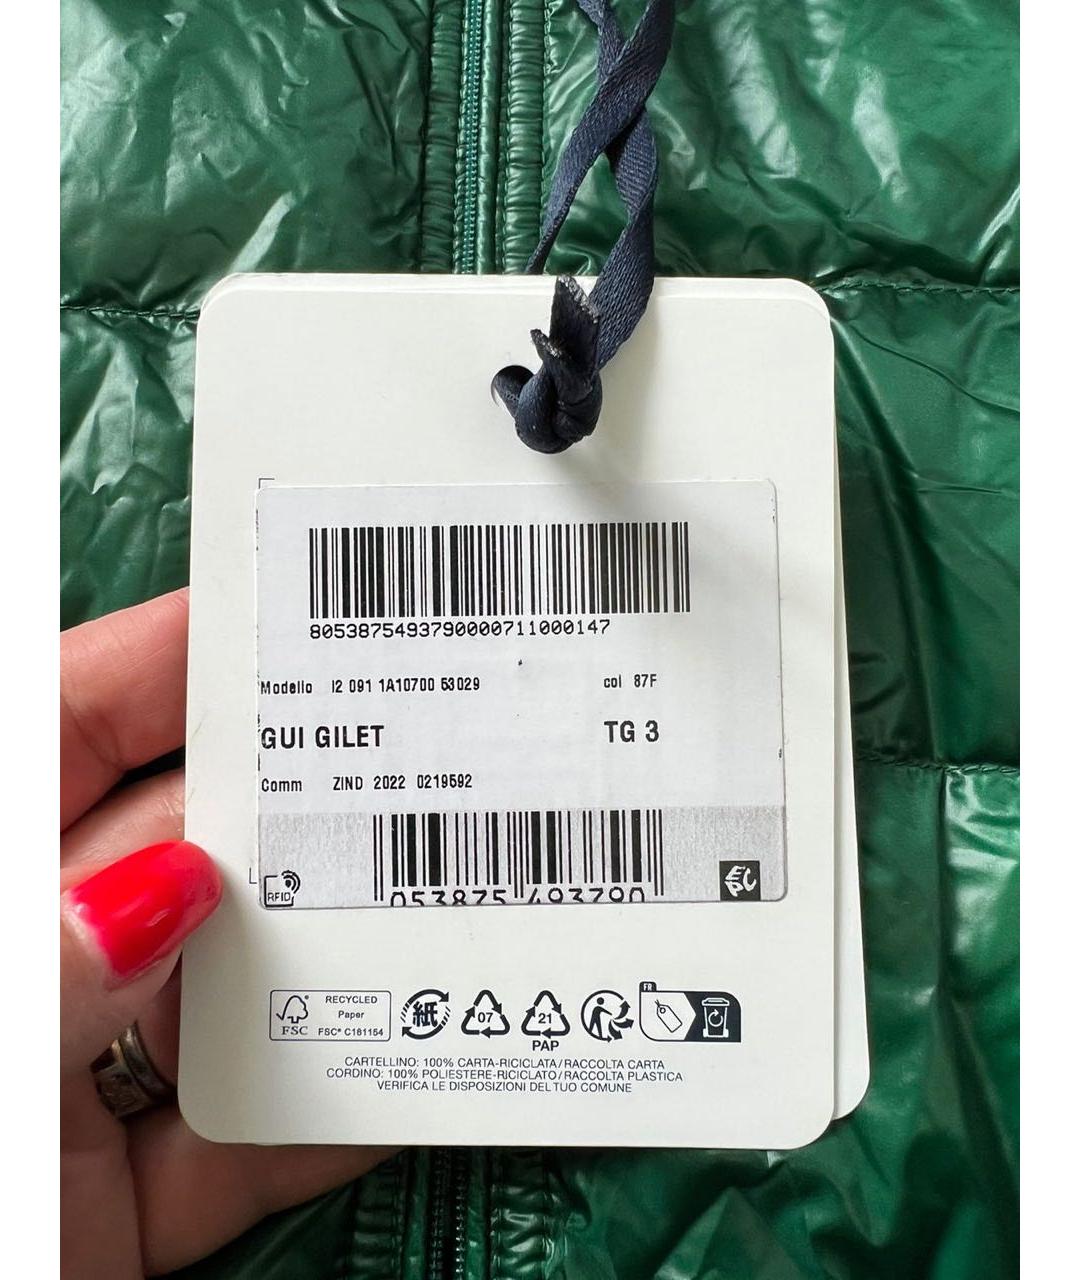 8053875493790000711000147
Modello I2 091 1A10700 53029 col 87F
GUI GILET TG 3
Comm ZIND 2022 0219592
053875 493790
RFID
EPC
FSC
RECYCLED
Paper
FSC® C161154
紙
07
21
PAP
FR
CARTELLINO: 100% CARTA-RICICLATA/RACCOLTA CARTA
CORDINO: 100% POLIESTERE-RICICLATO/RACCOLTA PLASTICA
VERIFICA LE DISPOSIZIONI DEL TUO COMUNE